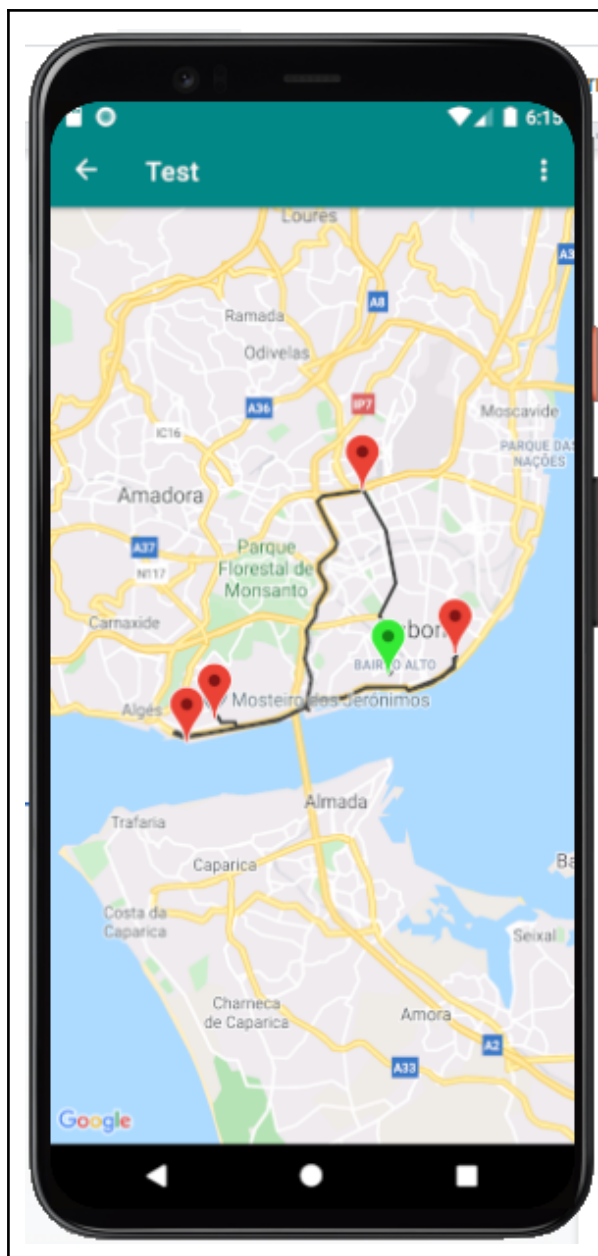 6:15
Test
Loures
A8
Ramada
Odivelas
IP7
A36
Moscavide
IC16
PARQUE DAS
NAÇÕES
Amadora
A37
Parque
Florestal de
Monsanto
N117
Carnaxide
BAIRRO ALTO
Mosteiro dos Jerónimos
Algés
Almada
Trafaria
Caparica
Costa da
Caparica
Seixal
Charneca
de Caparica
Amora
A2
A33
Google